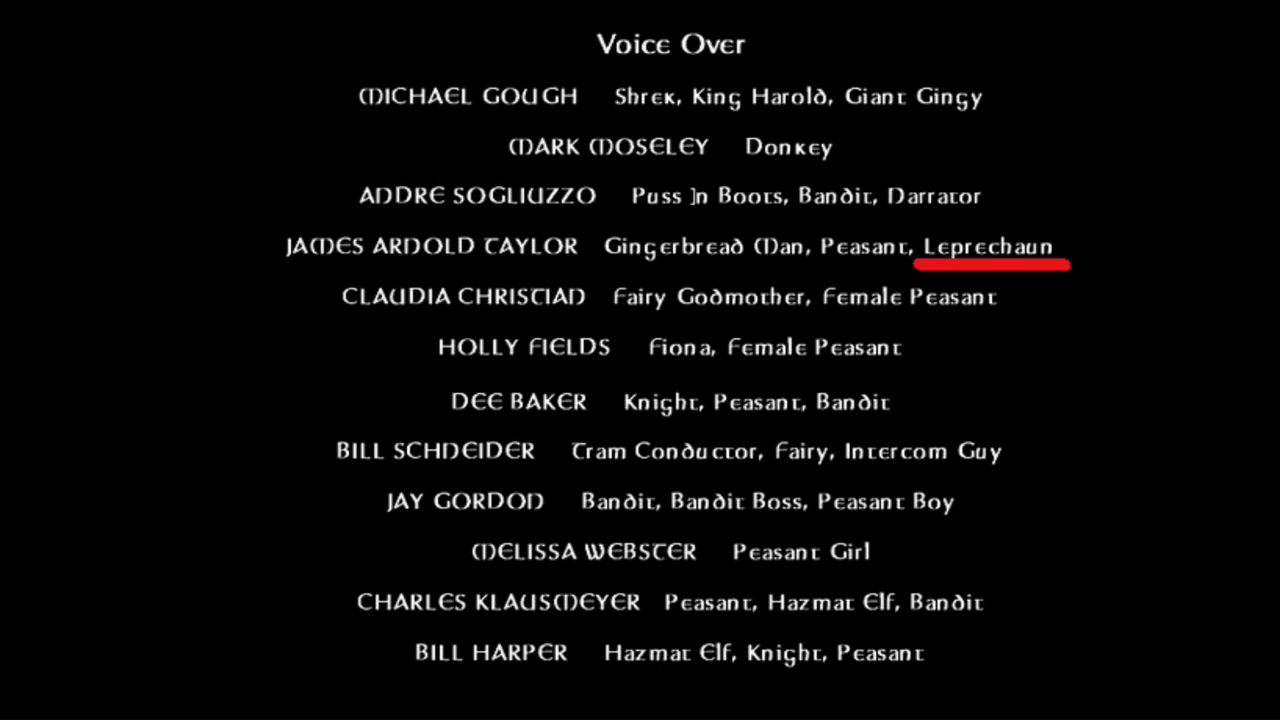 Voice Over
MICHAEL GOUGH Shrek, King Harold, Giant Gingy
MARK MOSELEY Donkey
ANDRE SOGLIUZZO Puss In Boots, Bandit, Narrator
JAMES ARNOLD TAYLOR Gingerbread Man, Peasant, Leprechaun
CLAUDIA CHRISTIAN Fairy Godmother, Female Peasant
HOLLY FIELDS Fiona, Female Peasant
DEE BAKER Knight, Peasant, Bandit
BILL SCHNEIDER Tram Conductor, Fairy, Intercom Guy
JAY GORDON Bandit, Bandit Boss, Peasant Boy
MELISSA WEBSTER Peasant Girl
CHARLES KLAUSMEYER Peasant, Hazmat Elf, Bandit
BILL HARPER Hazmat Elf, Knight, Peasant